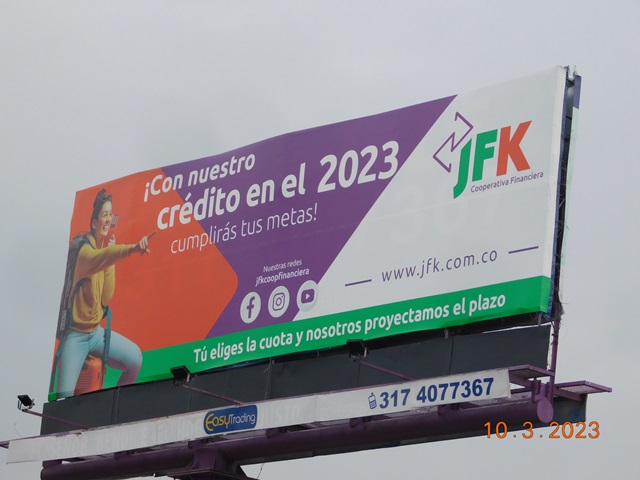 ¡Con nuestro
crédito en el 2023
cumplirás tus metas!
JFK
Cooperativa Financiera
Nuestras redes
jfkcoopfinanciera
www.jfk.com.co
Tú eliges la cuota y nosotros proyectamos el plazo
EasyTrading
317 4077367
10.3.2023